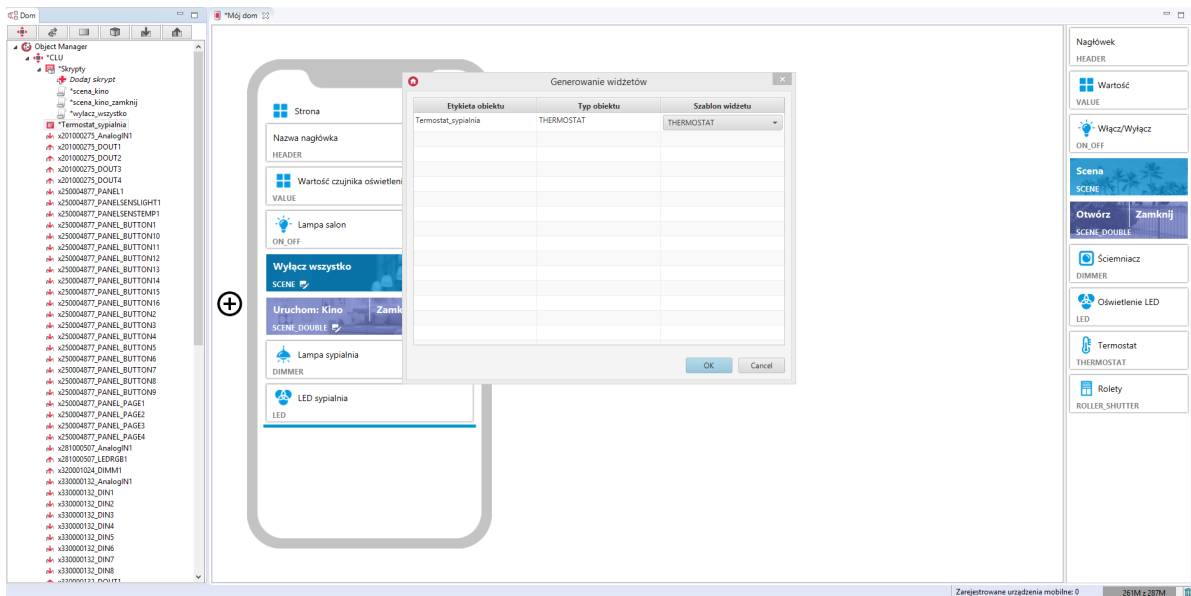 Dom
*Mój dom
Object Manager
*CLU
*Skrypty
Dodaj skrypt
*scena_kino
*scena_kino_zamknij
*wylacz_wszystko
*Termostat_sypialnia
x201000275_AnalogIN1
x201000275_DOUT1
x201000275_DOUT2
x201000275_DOUT3
x201000275_DOUT4
x250004877_PANEL1
x250004877_PANELSENSLIGHT1
x250004877_PANELSENSTEMP1
x250004877_PANEL_BUTTON1
x250004877_PANEL_BUTTON10
x250004877_PANEL_BUTTON11
x250004877_PANEL_BUTTON12
x250004877_PANEL_BUTTON13
x250004877_PANEL_BUTTON14
x250004877_PANEL_BUTTON15
x250004877_PANEL_BUTTON16
x250004877_PANEL_BUTTON2
x250004877_PANEL_BUTTON3
x250004877_PANEL_BUTTON4
x250004877_PANEL_BUTTON5
x250004877_PANEL_BUTTON6
x250004877_PANEL_BUTTON7
x250004877_PANEL_BUTTON8
x250004877_PANEL_BUTTON9
x250004877_PANEL_PAGE1
x250004877_PANEL_PAGE2
x250004877_PANEL_PAGE3
x250004877_PANEL_PAGE4
x281000507_AnalogIN1
x281000507_LEDRGB1
x320001024_DIMM1
x330000132_AnalogIN1
x330000132_DIN1
x330000132_DIN2
x330000132_DIN3
x330000132_DIN4
x330000132_DIN5
x330000132_DIN6
x330000132_DIN7
x330000132_DIN8
x330000132_DOUT1
Strona
Nazwa nagłówka
HEADER
Wartość czujnika oświetleni
VALUE
Lampa salon
ON_OFF
Wyłącz wszystko
SCENE
Uruchom: Kino Zamk
SCENE_DOUBLE
Lampa sypialnia
DIMMER
LED sypialnia
LED
Generowanie widżetów
Etykieta obiektu Typ obiektu Szablon widżetu
Termostat_sypialnia THERMOSTAT THERMOSTAT
OK Cancel
Nagłówek
HEADER
Wartość
VALUE
Włącz/Wyłącz
ON_OFF
Scena
SCENE
Otwórz Zamknij
SCENE_DOUBLE
Ściemniacz
DIMMER
Oświetlenie LED
LED
Termostat
THERMOSTAT
Rolety
ROLLER_SHUTTER
Zarejestrowane urządzenia mobilne: 0 261M z 287M